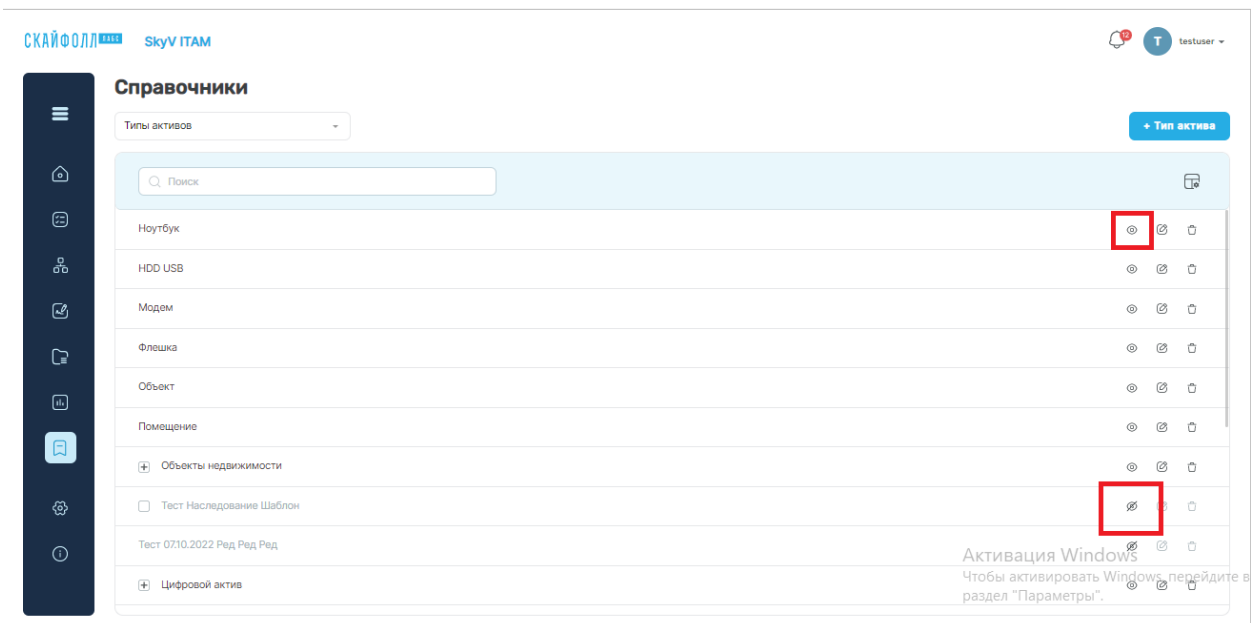 СКАЙФОЛЛ SkyV ITAM
12
T testuser
Справочники
Типы активов
+ Тип актива
Поиск
Ноутбук
HDD USB
Модем
Флешка
Объект
Помещение
Объекты недвижимости
Тест Наследование Шаблон
Тест 07.10.2022 Ред Ред Ред
Цифровой актив
Активация Windows
Чтобы активировать Windows, перейдите в
раздел "Параметры".